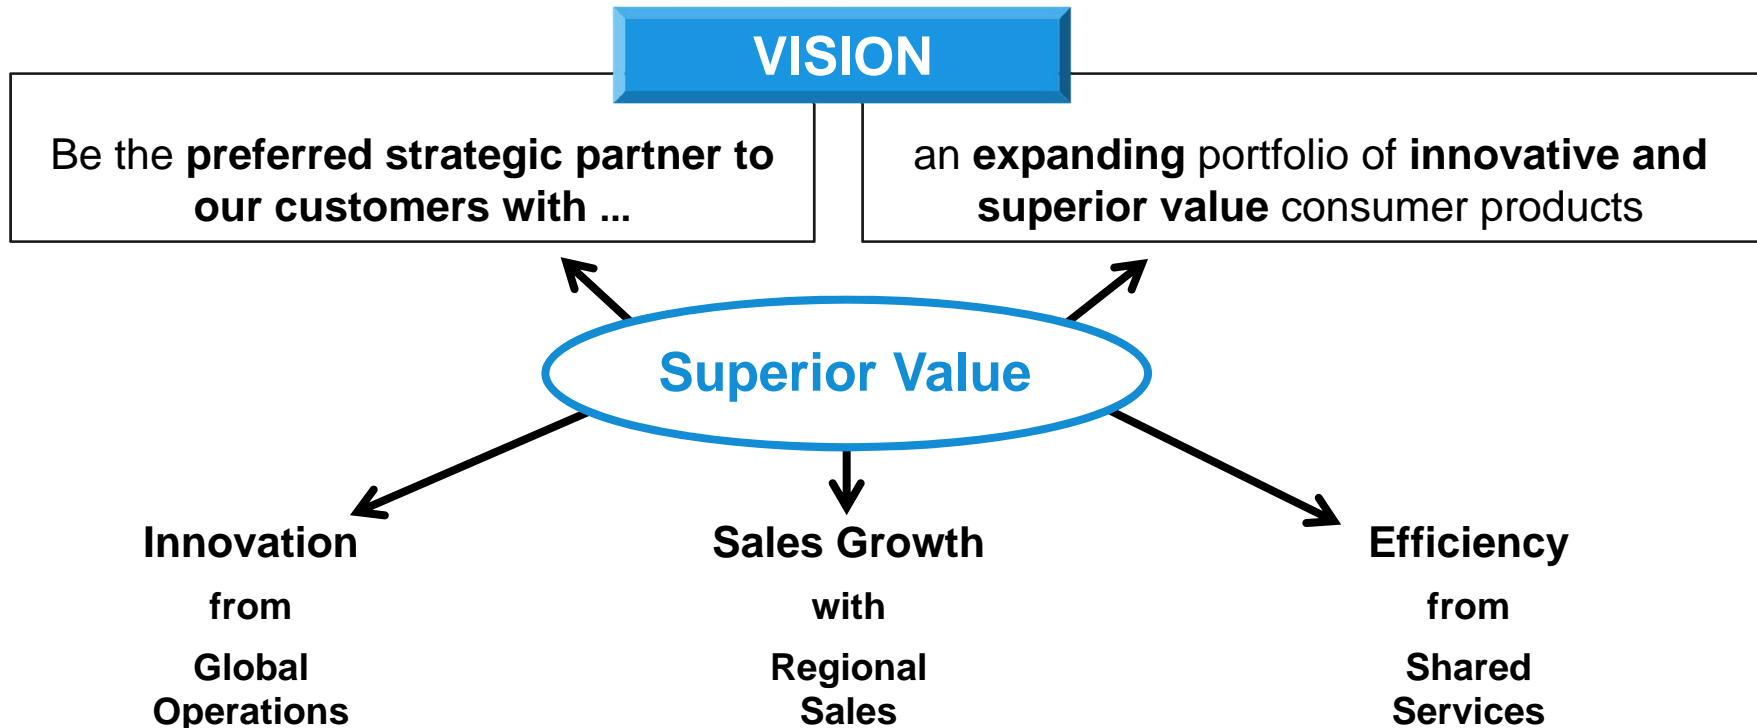 VISION
Be the preferred strategic partner to
our customers with ...
an expanding portfolio of innovative and
superior value consumer products
Superior Value
Innovation
from
Global
Operations
Sales Growth
with
Regional
Sales
Efficiency
from
Shared
Services